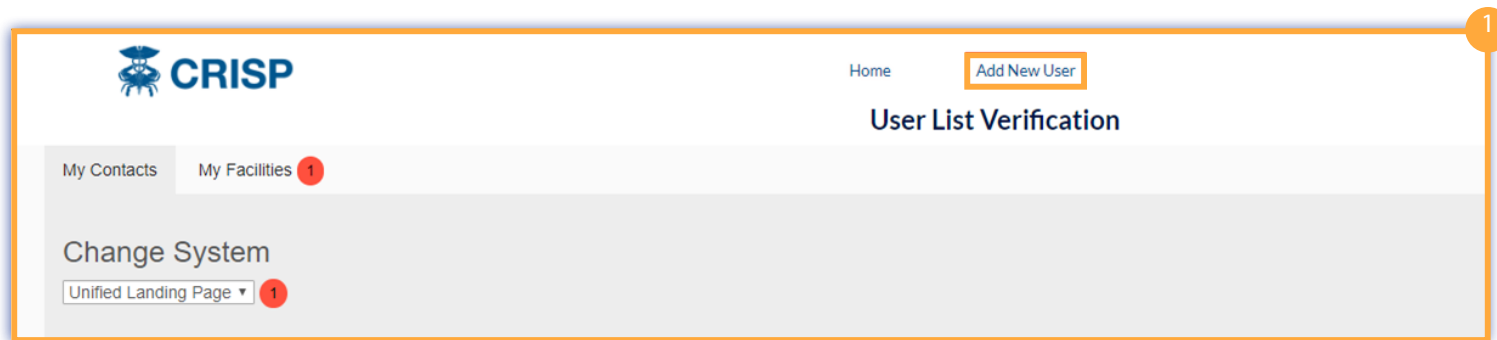 1
CRISP
Home Add New User
User List Verification
My Contacts My Facilities 1
Change System
Unified Landing Page 1